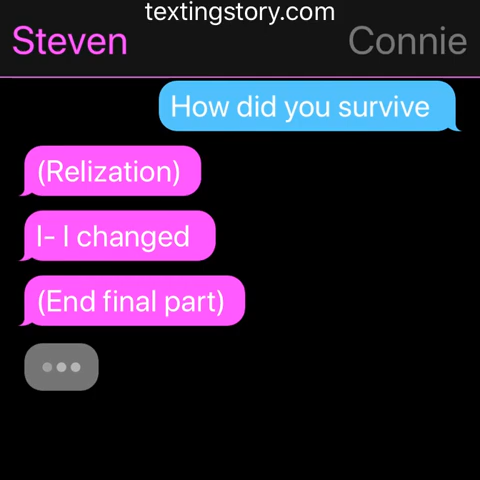 textingstory.com
Steven Connie
How did you survive
(Relization)
I- I changed
(End final part)